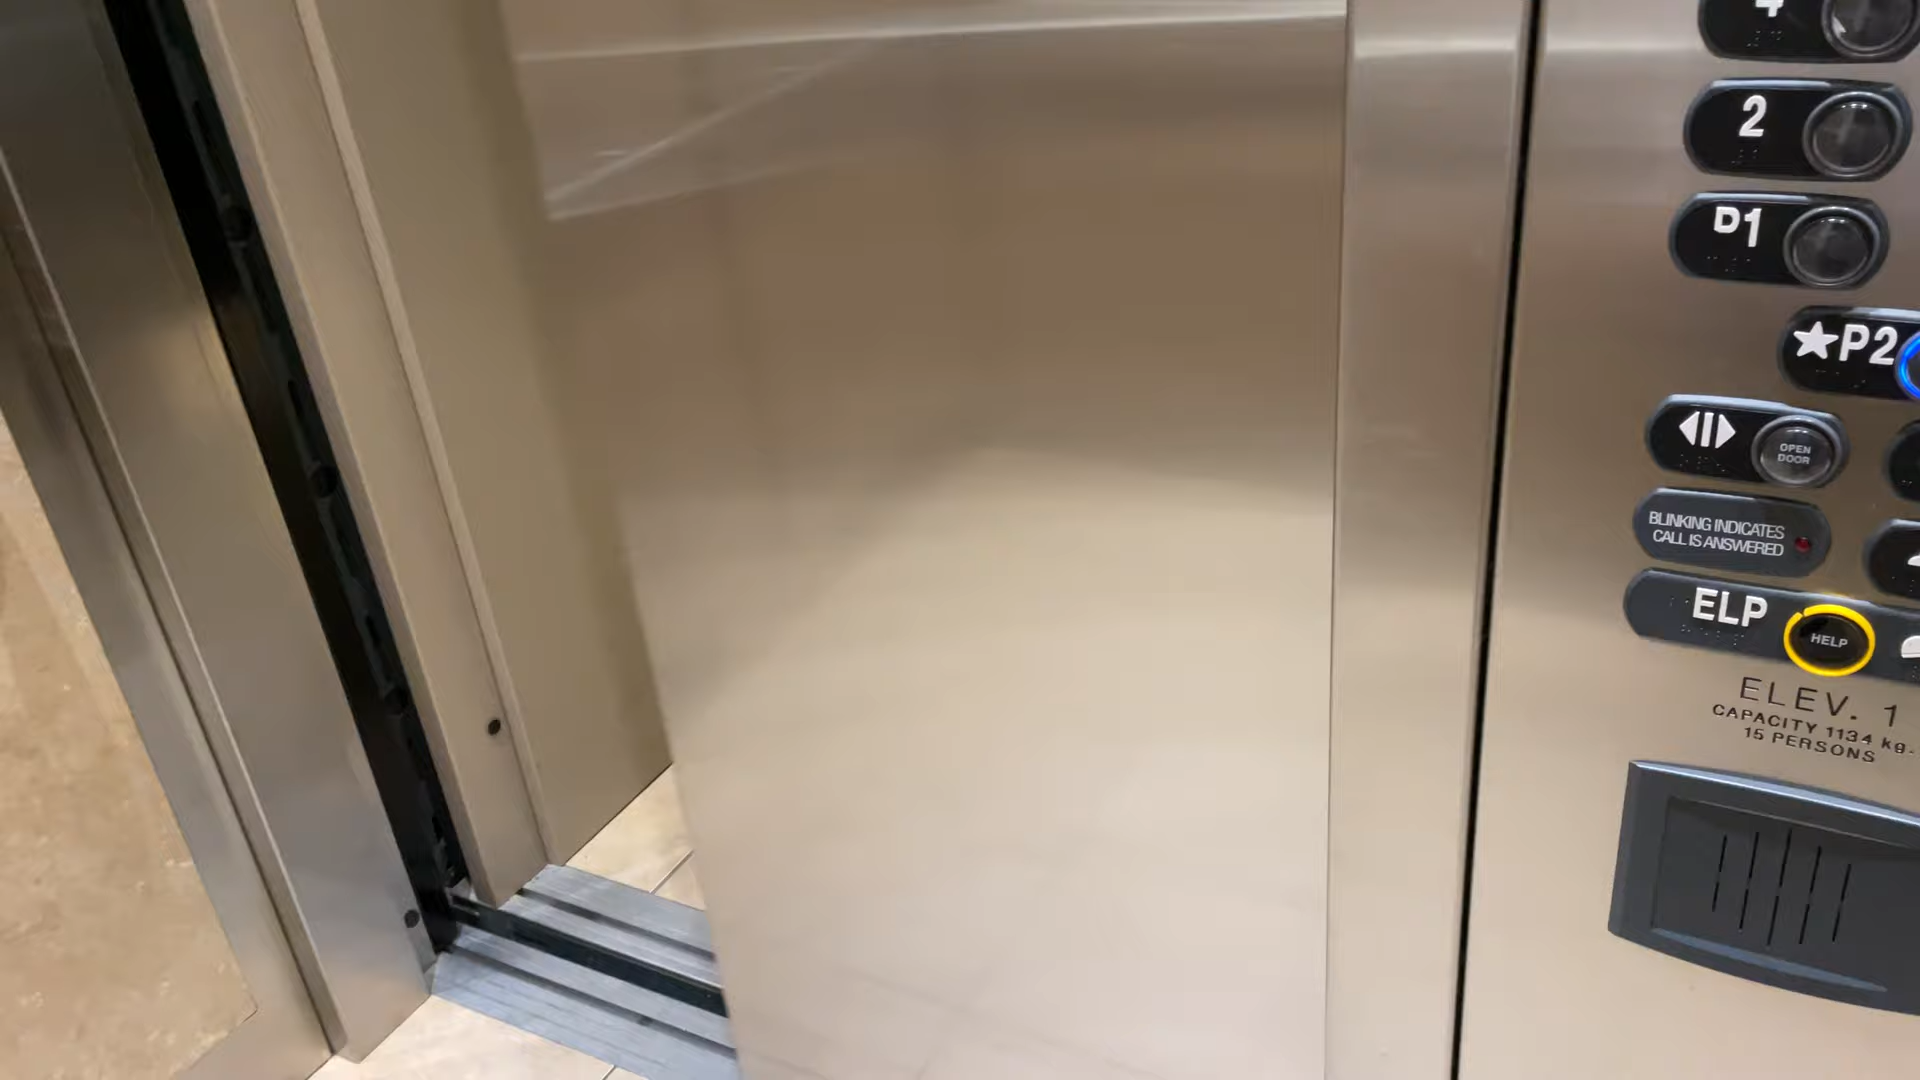 4
2
P1
★P2
OPEN
DOOR
BLINKING INDICATES
CALL IS ANSWERED
ELP
HELP
ELEV. 1
CAPACITY 1134 kg.
15 PERSONS